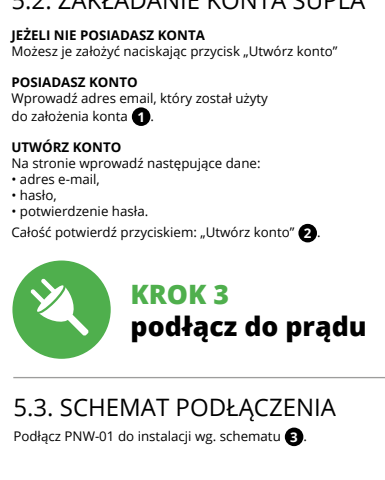 5.2. ZAKŁADANIE KONTA SUPLA
JEŻELI NIE POSIADASZ KONTA
Możesz je założyć naciskając przycisk „Utwórz konto”
POSIADASZ KONTO
Wprowadź adres email, który został użyty
do założenia konta 1.
UTWÓRZ KONTO
Na stronie wprowadź następujące dane:
• adres e-mail,
• hasło,
• potwierdzenie hasła.
Całość potwierdź przyciskiem: „Utwórz konto” 2.
KROK 3
podłącz do prądu
5.3. SCHEMAT PODŁĄCZENIA
Podłącz PNW-01 do instalacji wg. schematu 3.